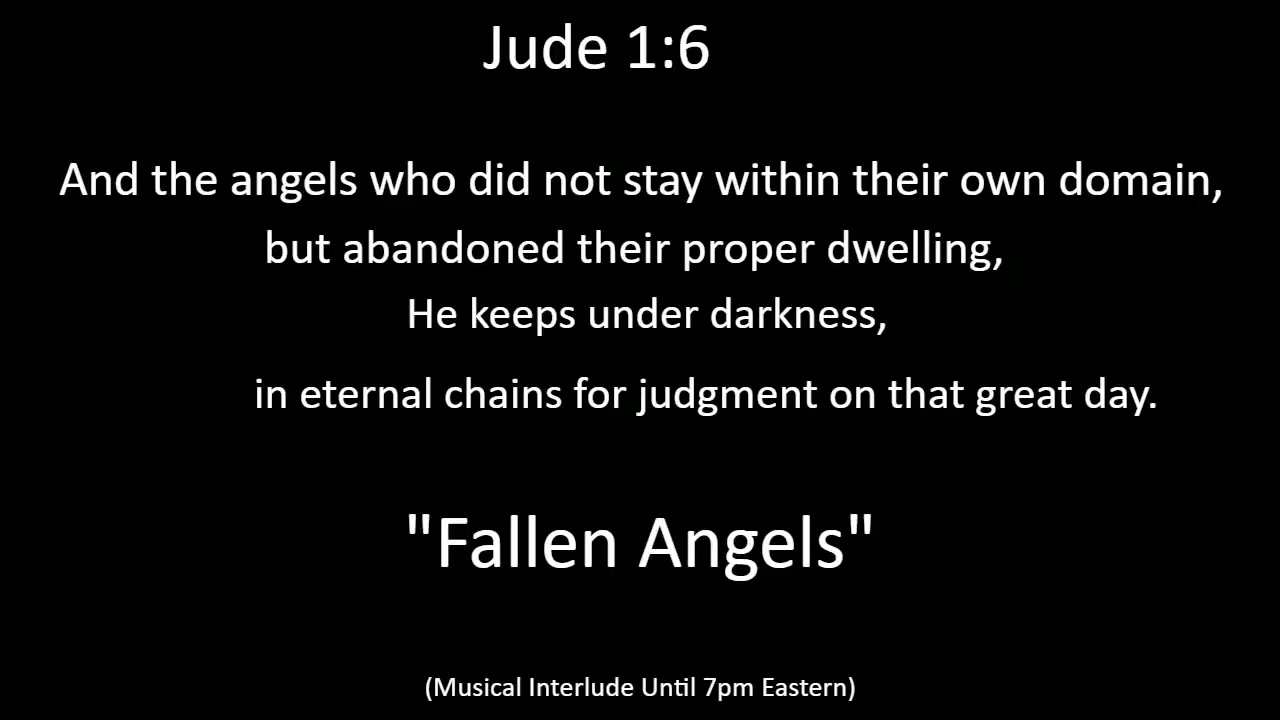 Jude 1:6
And the angels who did not stay within their own domain,
but abandoned their proper dwelling,
He keeps under darkness,
in eternal chains for judgment on that great day.
"Fallen Angels"
(Musical Interlude Until 7pm Eastern)